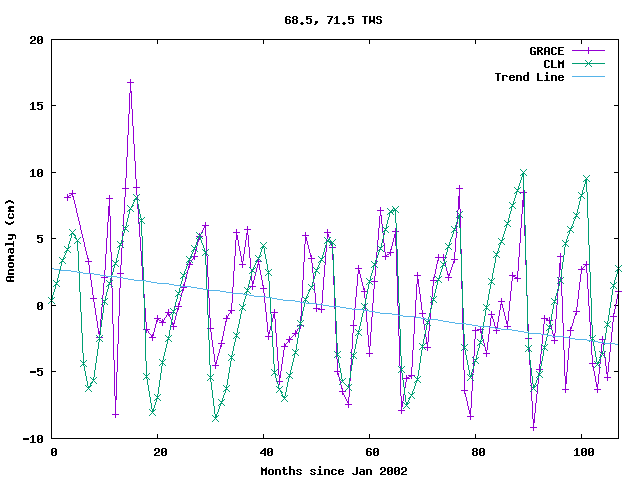 68.5, 71.5 TWS
GRACE
CLM
Trend Line
20
15
10
5
0
-5
-10
Anomaly (cm)
0 20 40 60 80 100
Months since Jan 2002